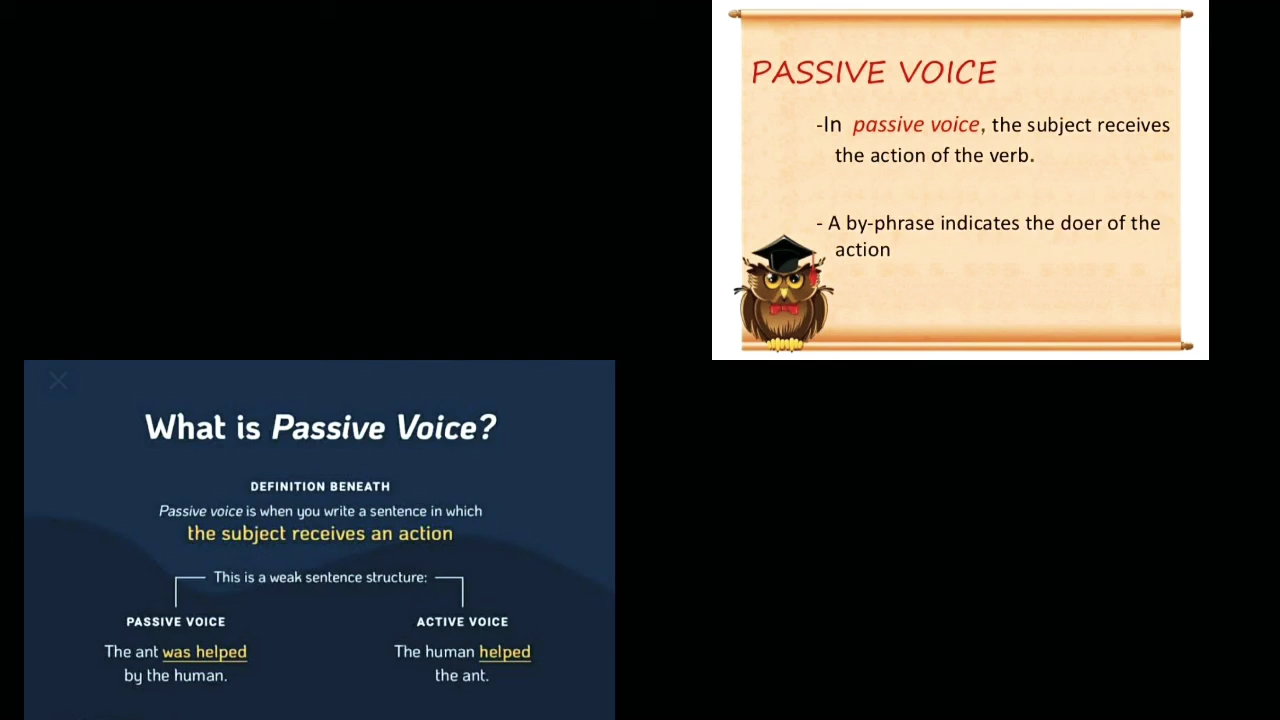 PASSIVE VOICE
-In passive voice, the subject receives
the action of the verb.
- A by-phrase indicates the doer of the
action
What is Passive Voice?
DEFINITION BENEATH
Passive voice is when you write a sentence in which
the subject receives an action
This is a weak sentence structure:
PASSIVE VOICE
The ant was helped
by the human.
ACTIVE VOICE
The human helped
the ant.